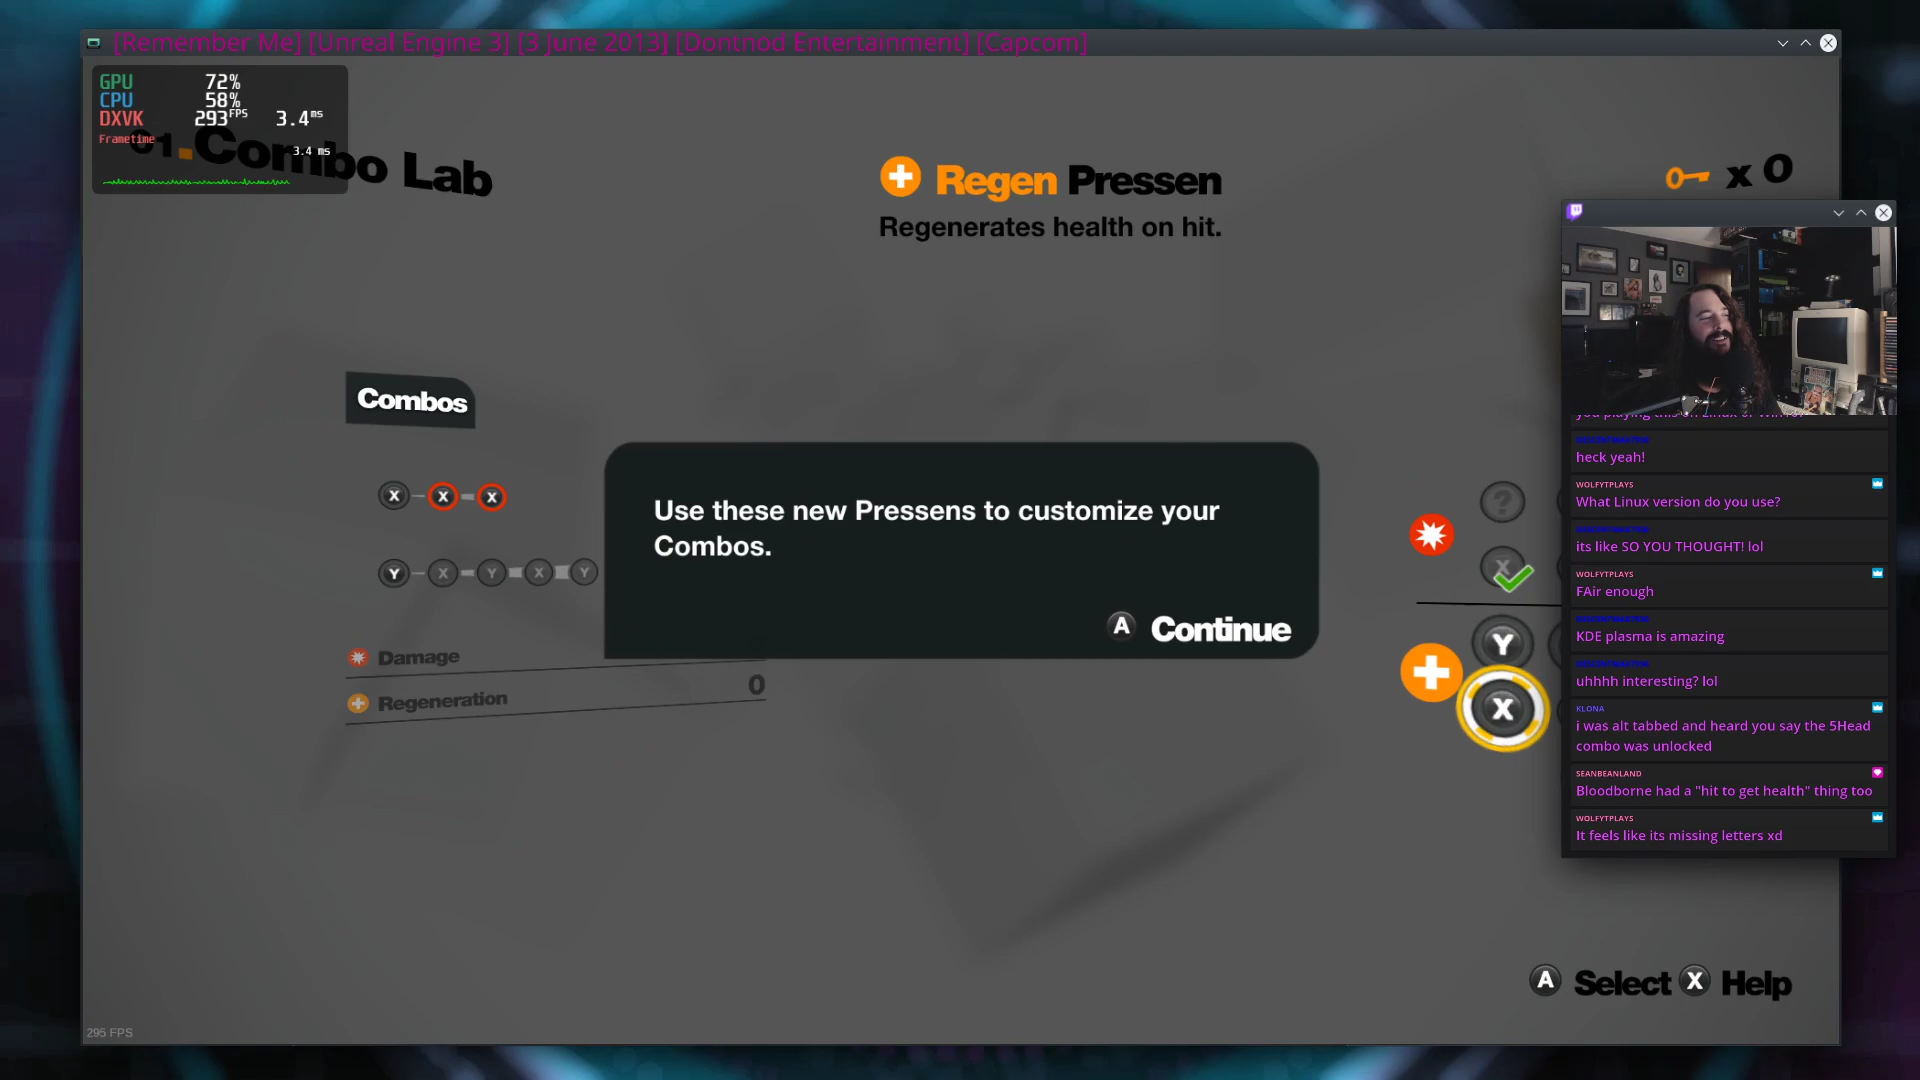 [Remember Me] [Unreal Engine 3] [3 June 2013] [Dontnod Entertainment] [Capcom]
GPU 72%
CPU 58%
DXVK 293 FPS 3.4 ms
Frametime
3.4 ms
01.Combo Lab
Regen Pressen
Regenerates health on hit.
x 0
Combos
X X X
Y X Y X Y
Damage
Regeneration 0
Use these new Pressens to customize your
Combos.
A Continue
?
X
Y
X
heck yeah!
WOLFYTPLAYS
What Linux version do you use?
its like SO YOU THOUGHT! lol
WOLFYTPLAYS
FAir enough
KDE plasma is amazing
uhhhh interesting? lol
KLONA
i was alt tabbed and heard you say the 5Head
combo was unlocked
SEANBEANLAND
Bloodborne had a "hit to get health" thing too
WOLFYTPLAYS
It feels like its missing letters xd
A Select X Help
295 FPS